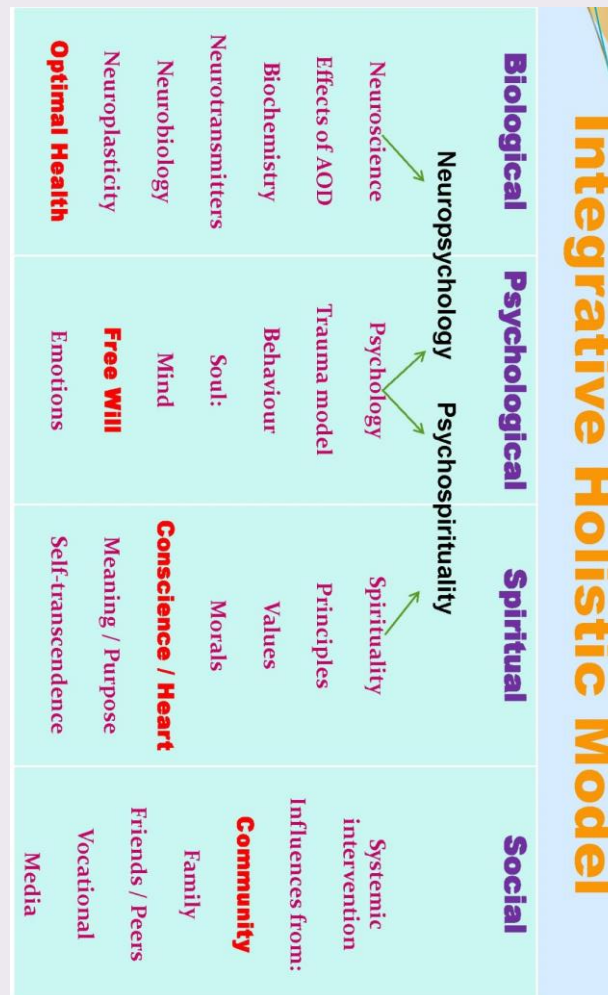 Integrative Holistic Model
Biological
Psychological
Spiritual
Social
Neuropsychology
Psychospirituality
Neuroscience
Effects of AOD
Biochemistry
Neurotransmitters
Neurobiology
Neuroplasticity
Optimal Health
Psychology
Trauma model
Behaviour
Soul:
Mind
Free Will
Emotions
Spirituality
Principles
Values
Morals
Conscience / Heart
Meaning / Purpose
Self-transcendence
Systemic
intervention
Influences from:
Community
Family
Friends / Peers
Vocational
Media